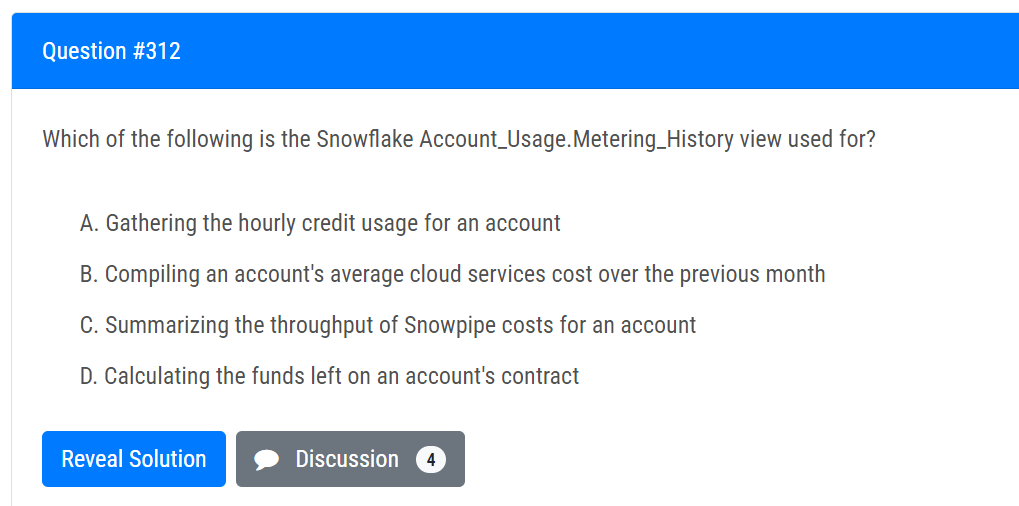 Question #312
Which of the following is the Snowflake Account_Usage.Metering_History view used for?
A. Gathering the hourly credit usage for an account
B. Compiling an account's average cloud services cost over the previous month
C. Summarizing the throughput of Snowpipe costs for an account
D. Calculating the funds left on an account's contract
Reveal Solution Discussion 4